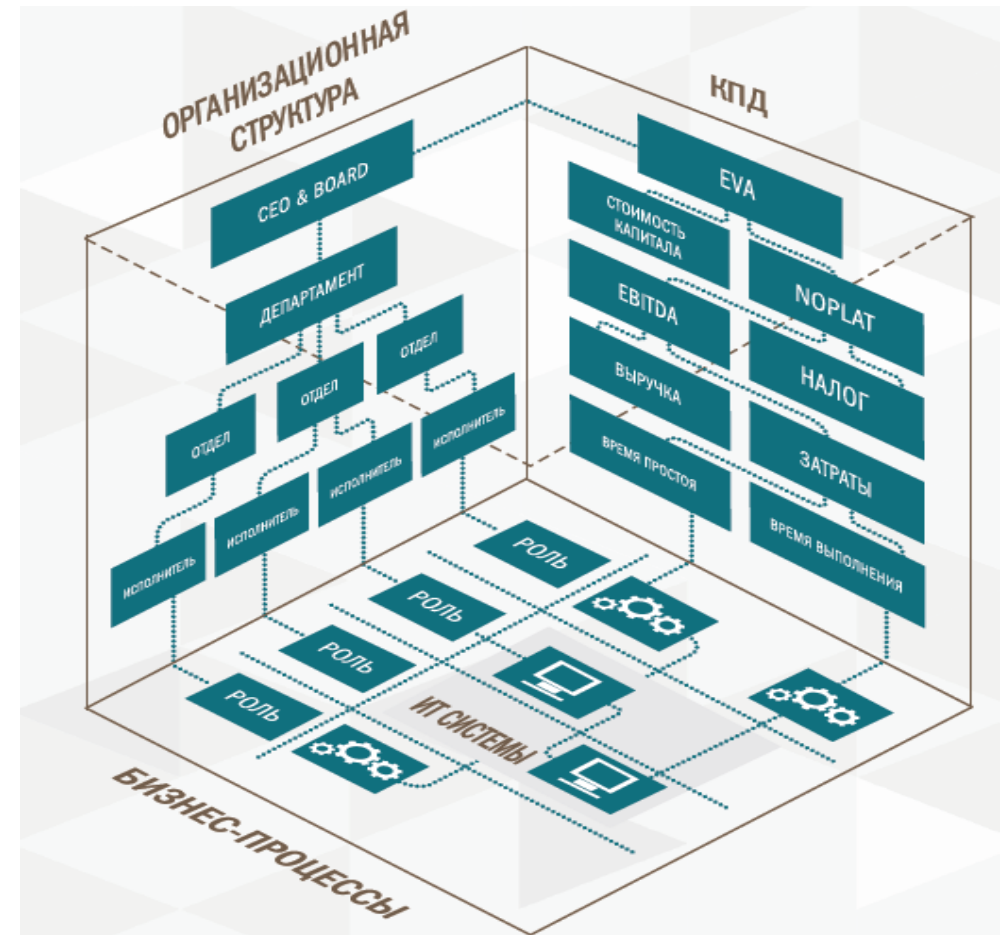 ОРГАНИЗАЦИОННАЯ
СТРУКТУРА
КПД
CEO & BOARD
ДЕПАРТАМЕНТ
ОТДЕЛ
ОТДЕЛ
ОТДЕЛ
ИСПОЛНИТЕЛЬ
ИСПОЛНИТЕЛЬ
ИСПОЛНИТЕЛЬ
ИСПОЛНИТЕЛЬ
EVA
СТОИМОСТЬ
КАПИТАЛА
NOPLAT
EBITDA
НАЛОГ
ВЫРУЧКА
ЗАТРАТЫ
ВРЕМЯ ПРОСТОЯ
ВРЕМЯ ВЫПОЛНЕНИЯ
РОЛЬ
РОЛЬ
РОЛЬ
РОЛЬ
ИТ СИСТЕМЫ
БИЗНЕС-ПРОЦЕССЫ